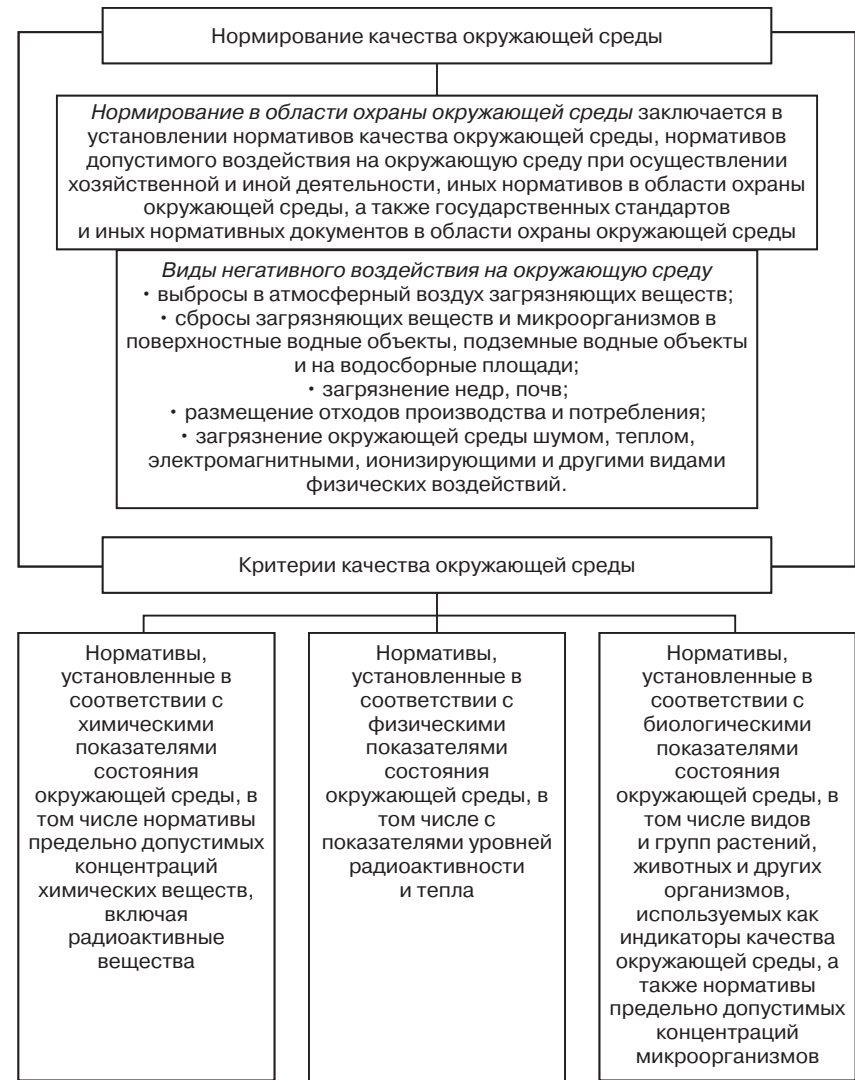 Нормирование качества окружающей среды
Нормирование в области охраны окружающей среды заключается в
установлении нормативов качества окружающей среды, нормативов
допустимого воздействия на окружающую среду при осуществлении
хозяйственной и иной деятельности, иных нормативов в области охраны
окружающей среды, а также государственных стандартов
и иных нормативных документов в области охраны окружающей среды
Виды негативного воздействия на окружающую среду
• выбросы в атмосферный воздух загрязняющих веществ;
• сбросы загрязняющих веществ и микроорганизмов в
поверхностные водные объекты, подземные водные объекты
и на водосборные площади;
• загрязнение недр, почв;
• размещение отходов производства и потребления;
• загрязнение окружающей среды шумом, теплом,
электромагнитными, ионизирующими и другими видами
физических воздействий.
Критерии качества окружающей среды
Нормативы,
установленные в
соответствии с
химическими
показателями
состояния
окружающей среды, в
том числе нормативы
предельно допустимых
концентраций
химических веществ,
включая
радиоактивные
вещества
Нормативы,
установленные в
соответствии с
физическими
показателями
состояния
окружающей среды, в
том числе с
показателями уровней
радиоактивности
и тепла
Нормативы,
установленные в
соответствии с
биологическими
показателями
состояния
окружающей среды, в
том числе видов
и групп растений,
животных и других
организмов,
используемых как
индикаторы качества
окружающей среды, а
также нормативы
предельно допустимых
концентраций
микроорганизмов